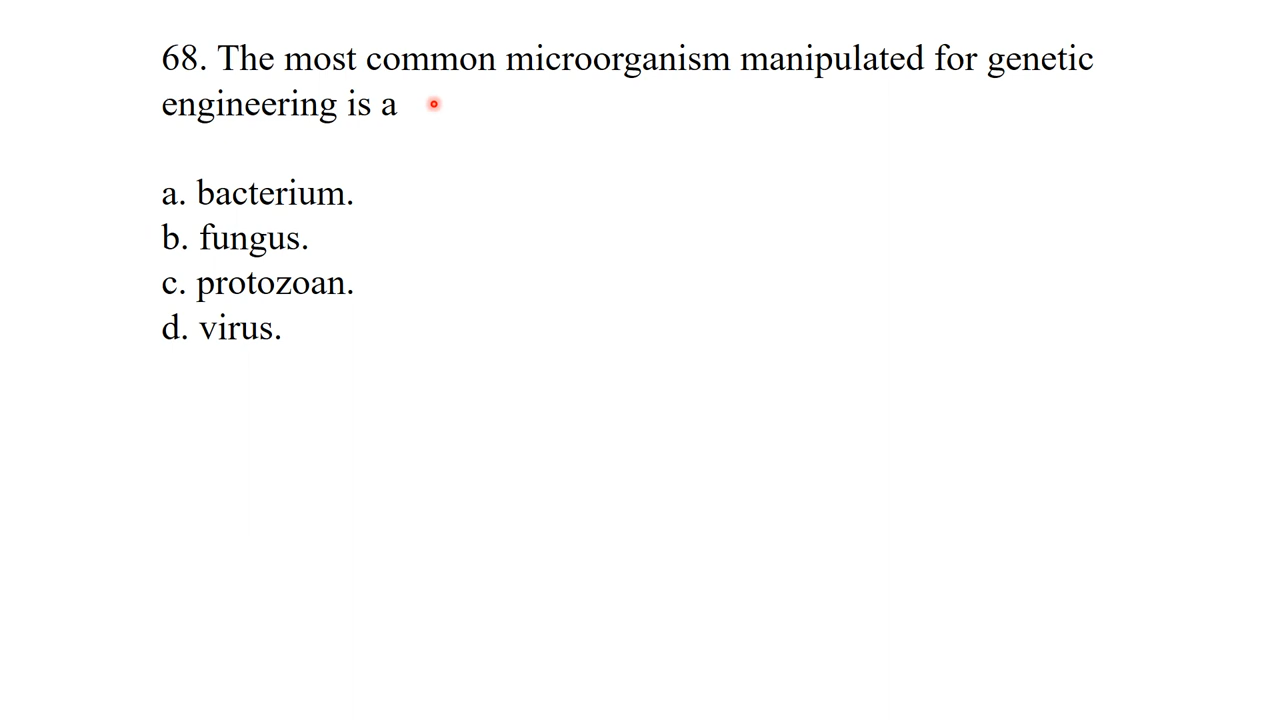 68. The most common microorganism manipulated for genetic
engineering is a
a. bacterium.
b. fungus.
c. protozoan.
d. virus.